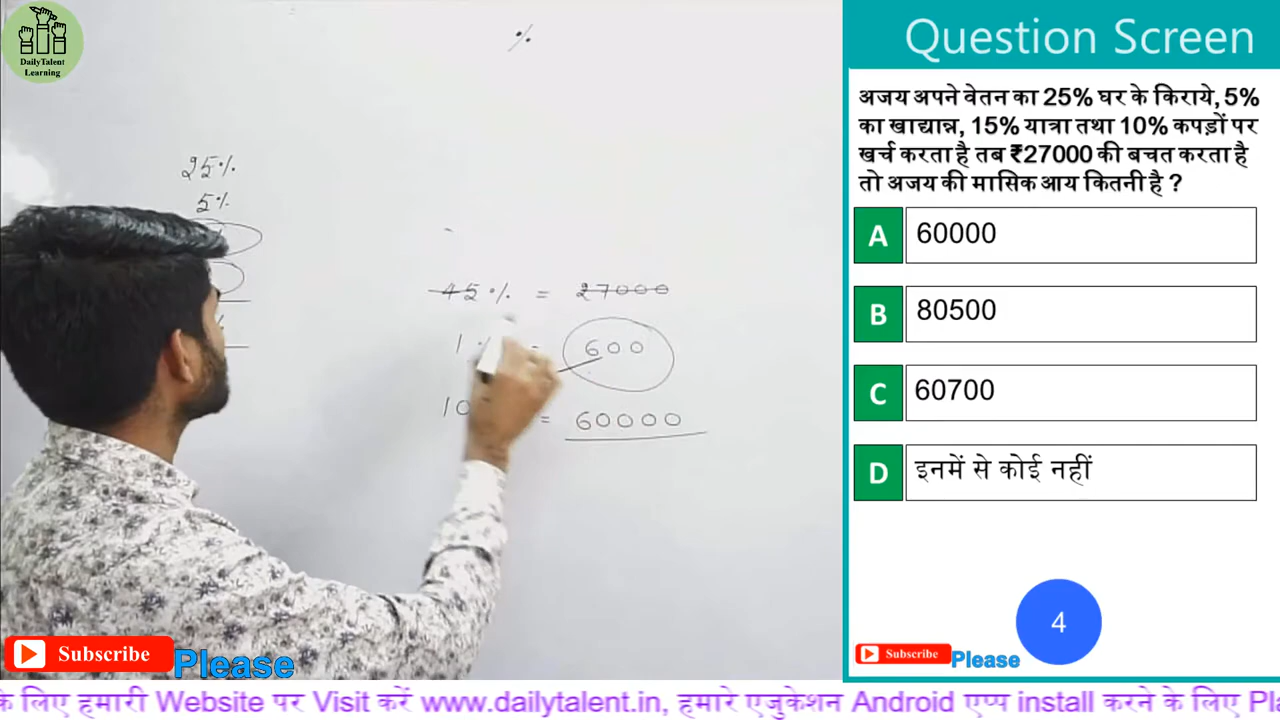 DailyTalent
Learning
%
25%
5%
45% = 27000
600
= 60000
Subscribe
Please
Question Screen
अजय अपने वेतन का 25% घर के किराये, 5%
का खाद्यान्न, 15% यात्रा तथा 10% कपड़ों पर
खर्च करता है तब ₹27000 की बचत करता है
तो अजय की मासिक आय कितनी है ?
A 60000
B 80500
C 60700
D इनमें से कोई नहीं
4
Subscribe
Please
के लिए हमारी Website पर Visit करें www.dailytalent.in, हमारे एजुकेशन Android एप्प install करने के लिए